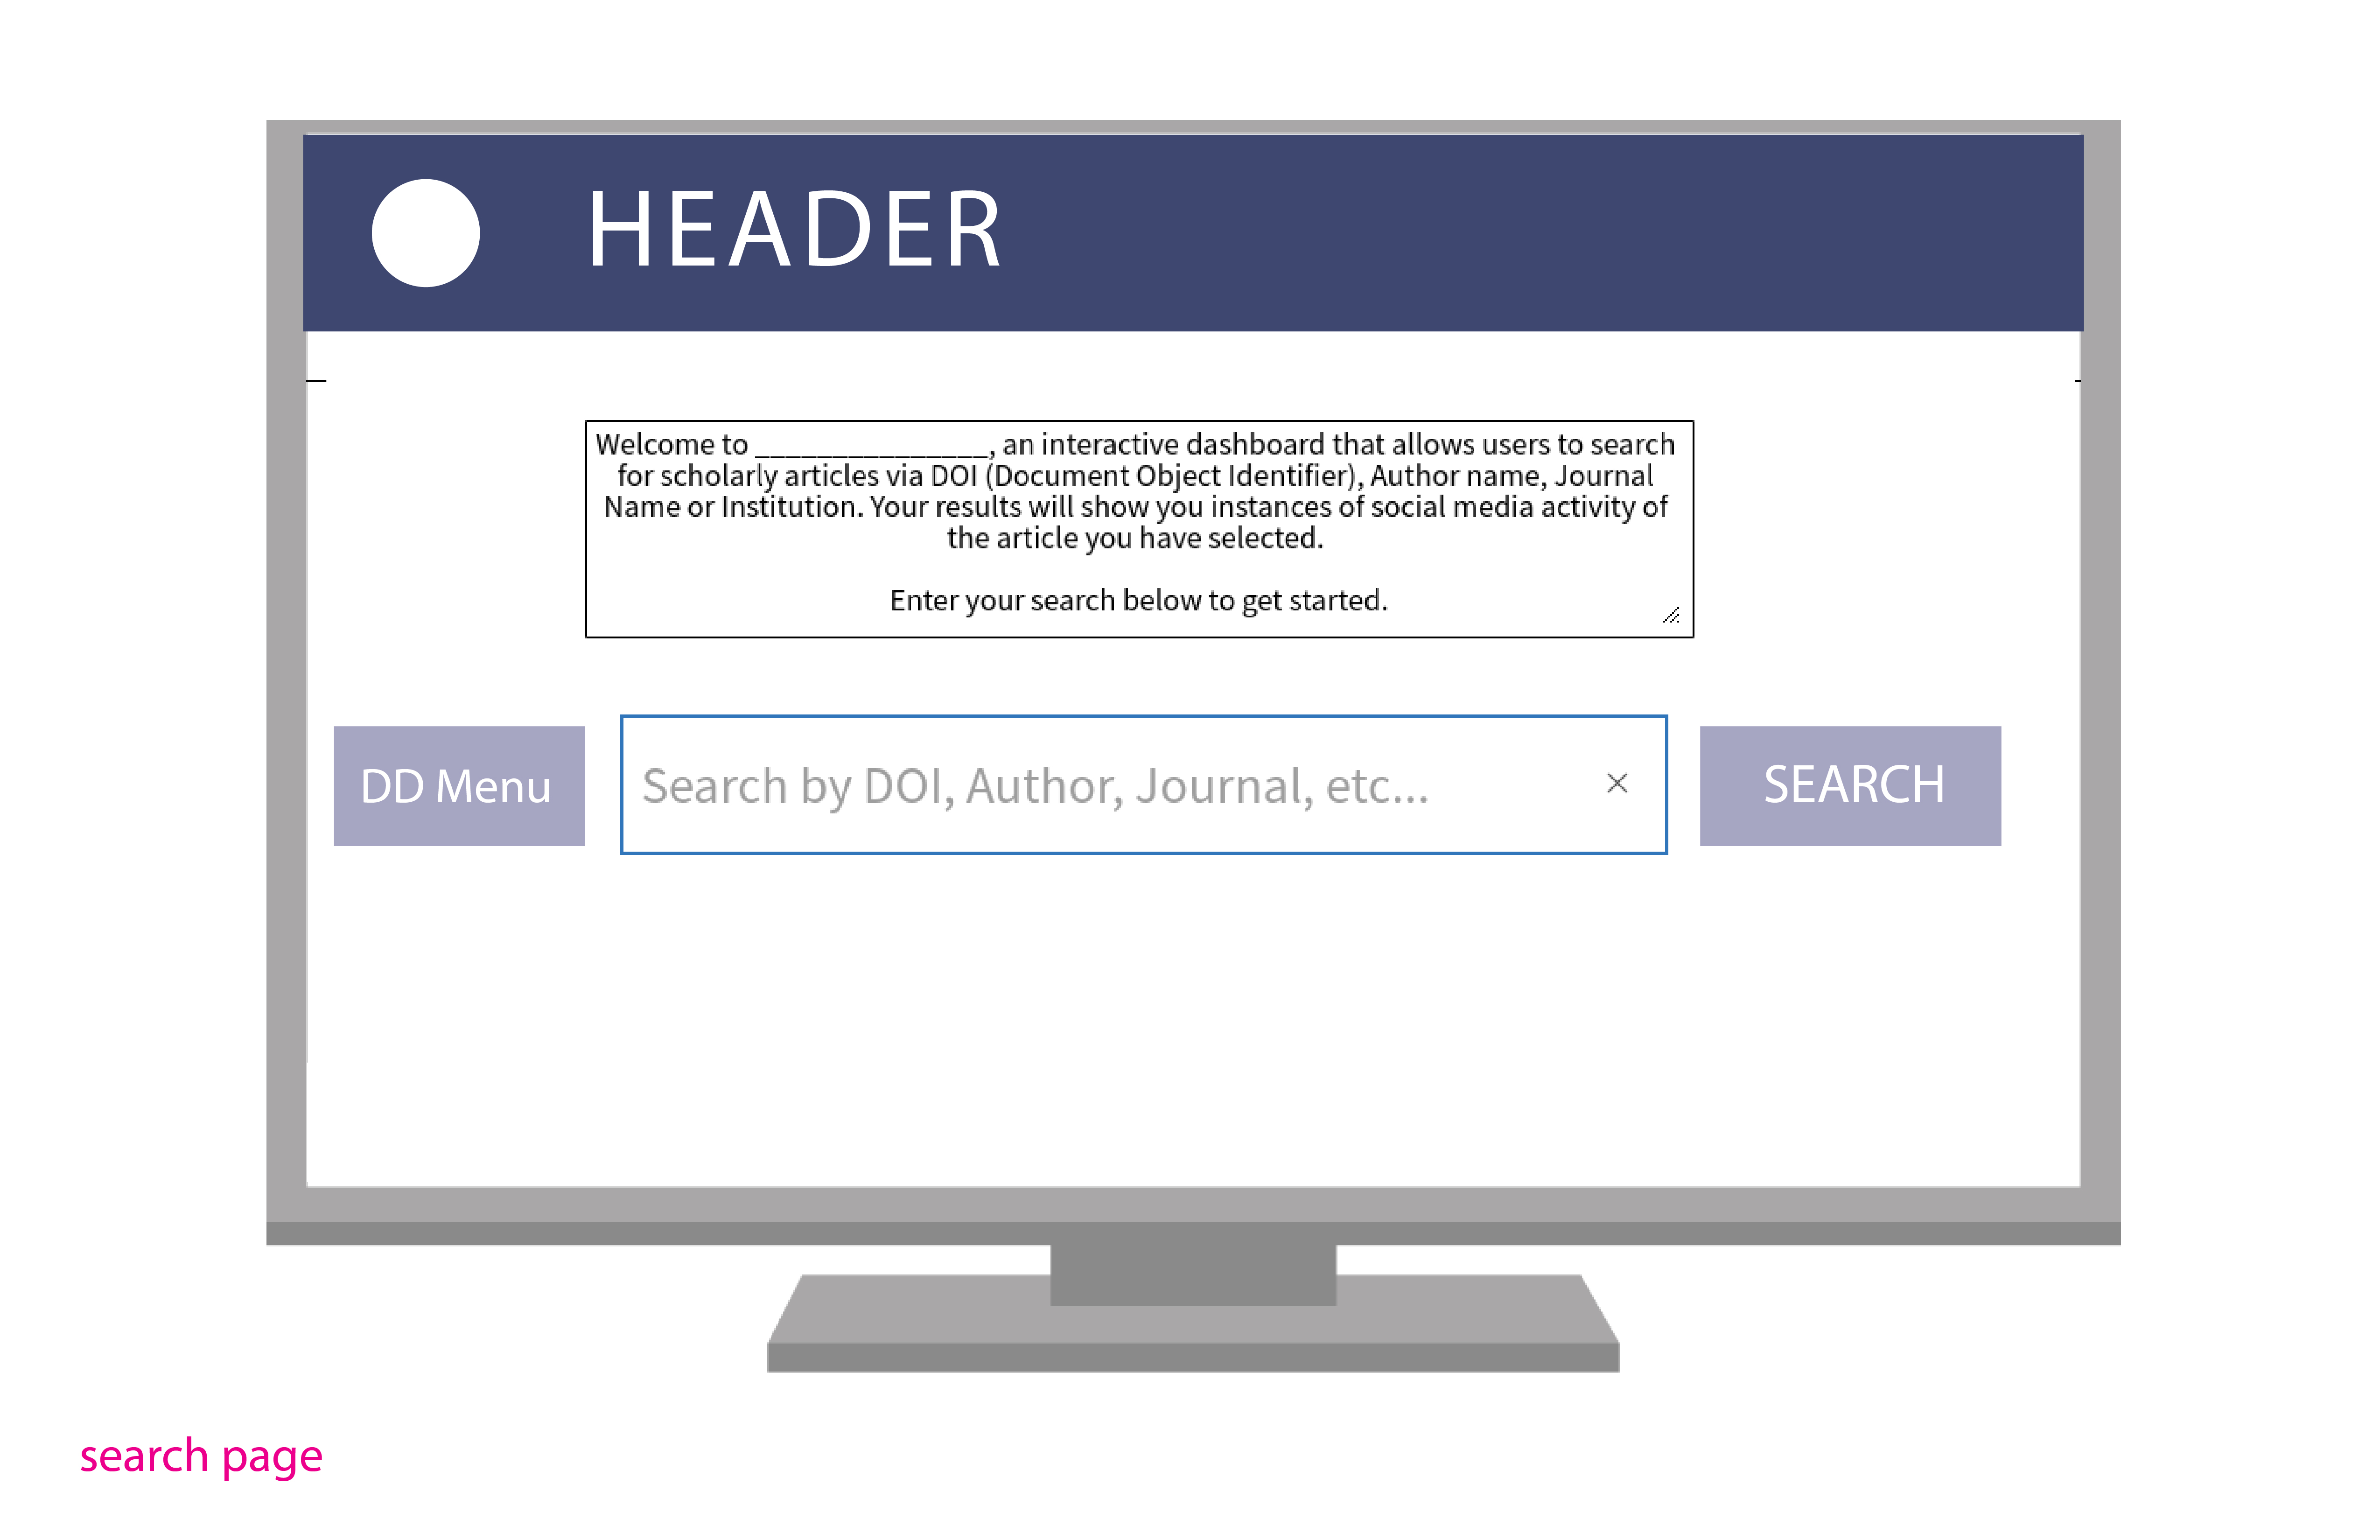 HEADER
Welcome to _______________, an interactive dashboard that allows users to search
for scholarly articles via DOI (Document Object Identifier), Author name, Journal
Name or Institution. Your results will show you instances of social media activity of
the article you have selected.
Enter your search below to get started.
DD Menu
Search by DOI, Author, Journal, etc...
SEARCH
search page